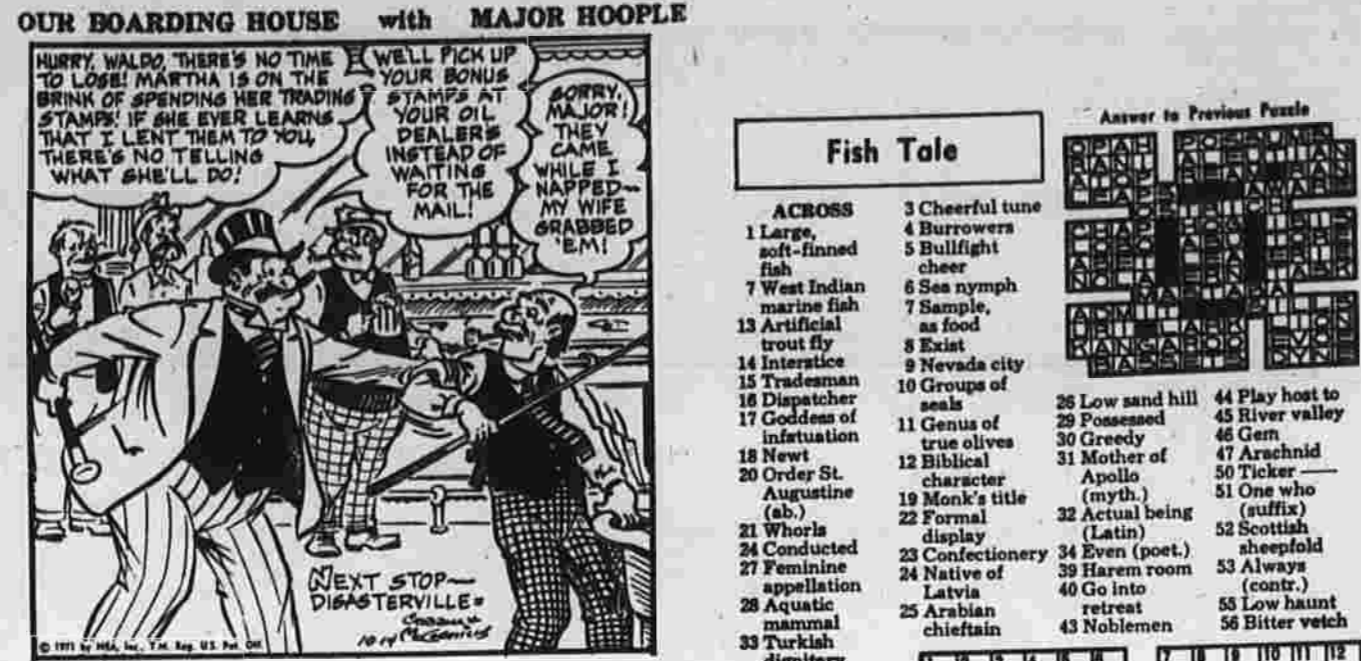 OUR BOARDING HOUSE with MAJOR HOOPLE
HURRY, WALDO, THERE'S NO TIME
TO LOSE! MARTHA IS ON THE
BRINK OF SPENDING HER TRADING
STAMPS! IF SHE EVER LEARNS
THAT I LENT THEM TO YOU,
THERE'S NO TELLING
WHAT SHE'LL DO!
WE'LL PICK UP
YOUR BONUS
STAMPS AT
YOUR OIL
DEALER'S
INSTEAD OF
WAITING
FOR THE
MAIL!
SORRY,
MAJOR!
THEY
CAME
WHILE I
NAPPED~
MY WIFE
GRABBED
'EM!
NEXT STOP~
DISASTERVILLE=
10-14
© 1971 by NEA, Inc., T.M. Reg. U.S. Pat. Off.
Fish Tale
ACROSS
1 Large,
soft-finned
fish
7 West Indian
marine fish
13 Artificial
trout fly
14 Interstice
15 Tradesman
16 Dispatcher
17 Goddess of
infatuation
18 Newt
20 Order St.
Augustine
(ab.)
21 Whorls
24 Conducted
27 Feminine
appellation
28 Aquatic
mammal
33 Turkish
dignitary
3 Cheerful tune
4 Burrowers
5 Bullfight
cheer
6 Sea nymph
7 Sample,
as food
8 Exist
9 Nevada city
10 Groups of
seals
11 Genus of
true olives
12 Biblical
character
19 Monk's title
22 Formal
display
23 Confectionery
24 Native of
Latvia
25 Arabian
chieftain
Answer to Previous Puzzle
26 Low sand hill
29 Possessed
30 Greedy
31 Mother of
Apollo
(myth.)
32 Actual being
(Latin)
34 Even (poet.)
39 Harem room
40 Go into
retreat
43 Noblemen
44 Play host to
45 River valley
46 Gem
47 Arachnid
50 Ticker —
51 One who
(suffix)
52 Scottish
sheepfold
53 Always
(contr.)
55 Low haunt
56 Bitter vetch
7 8 9 10 11 12